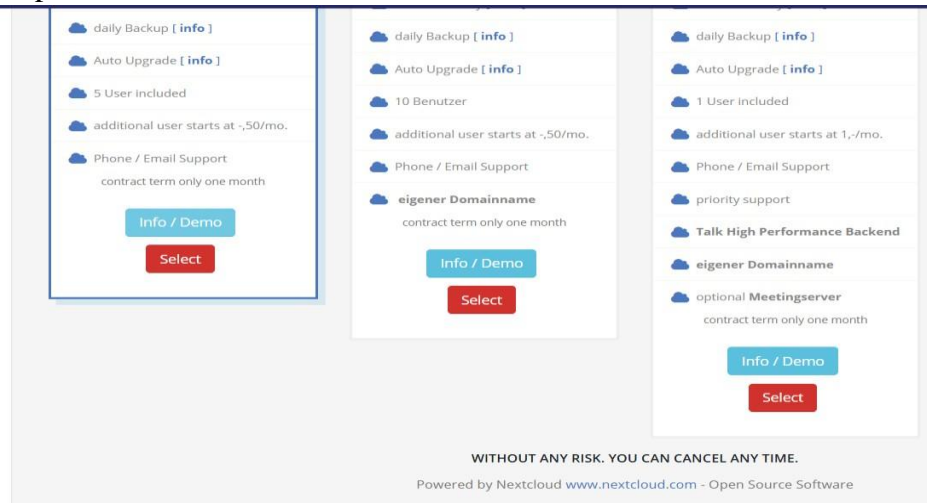 daily Backup [ info ]
Auto Upgrade [ info ]
5 User included
additional user starts at -,50/mo.
Phone / Email Support
contract term only one month
Info / Demo
Select
daily Backup [ info ]
Auto Upgrade [ info ]
10 Benutzer
additional user starts at -,50/mo.
Phone / Email Support
eigener Domainname
contract term only one month
Info / Demo
Select
daily Backup [ info ]
Auto Upgrade [ info ]
1 User included
additional user starts at 1,-/mo.
Phone / Email Support
priority support
Talk High Performance Backend
eigener Domainname
optional Meetingserver
contract term only one month
Info / Demo
Select
WITHOUT ANY RISK. YOU CAN CANCEL ANY TIME.
Powered by Nextcloud www.nextcloud.com - Open Source Software